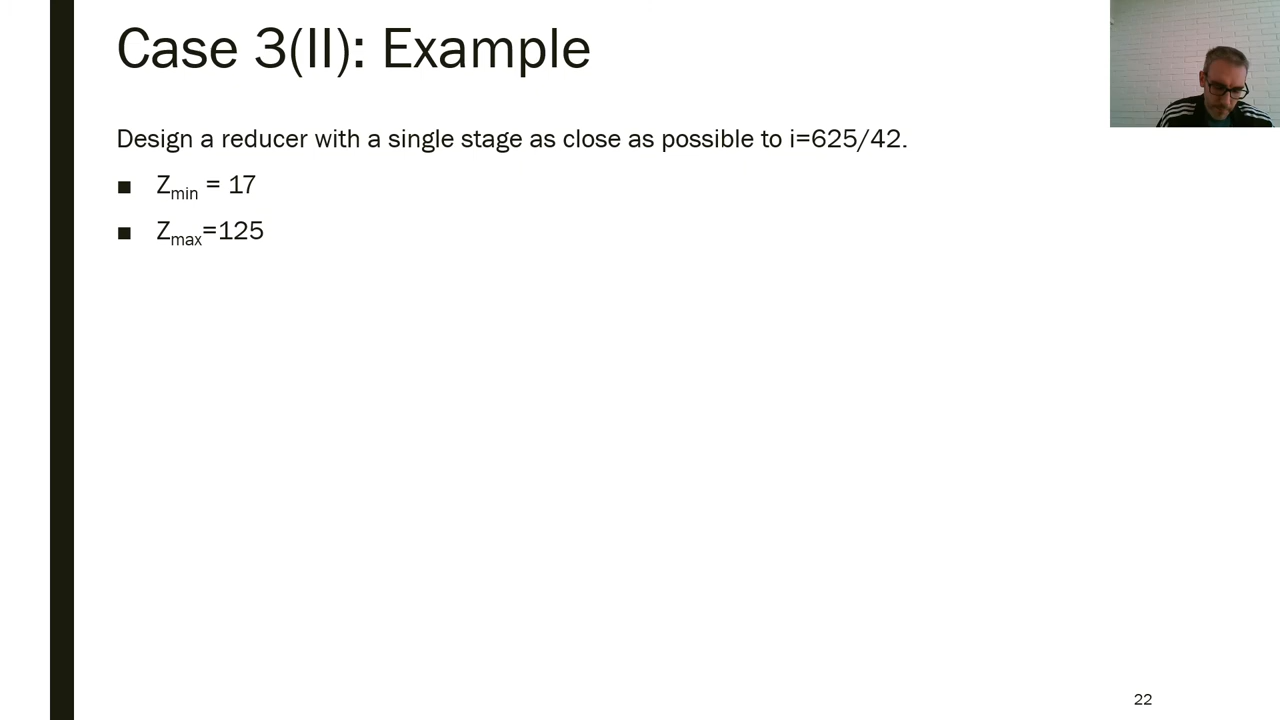 Case 3(II): Example
Design a reducer with a single stage as close as possible to i=625/42.
■ Zmin = 17
■ Zmax=125
22